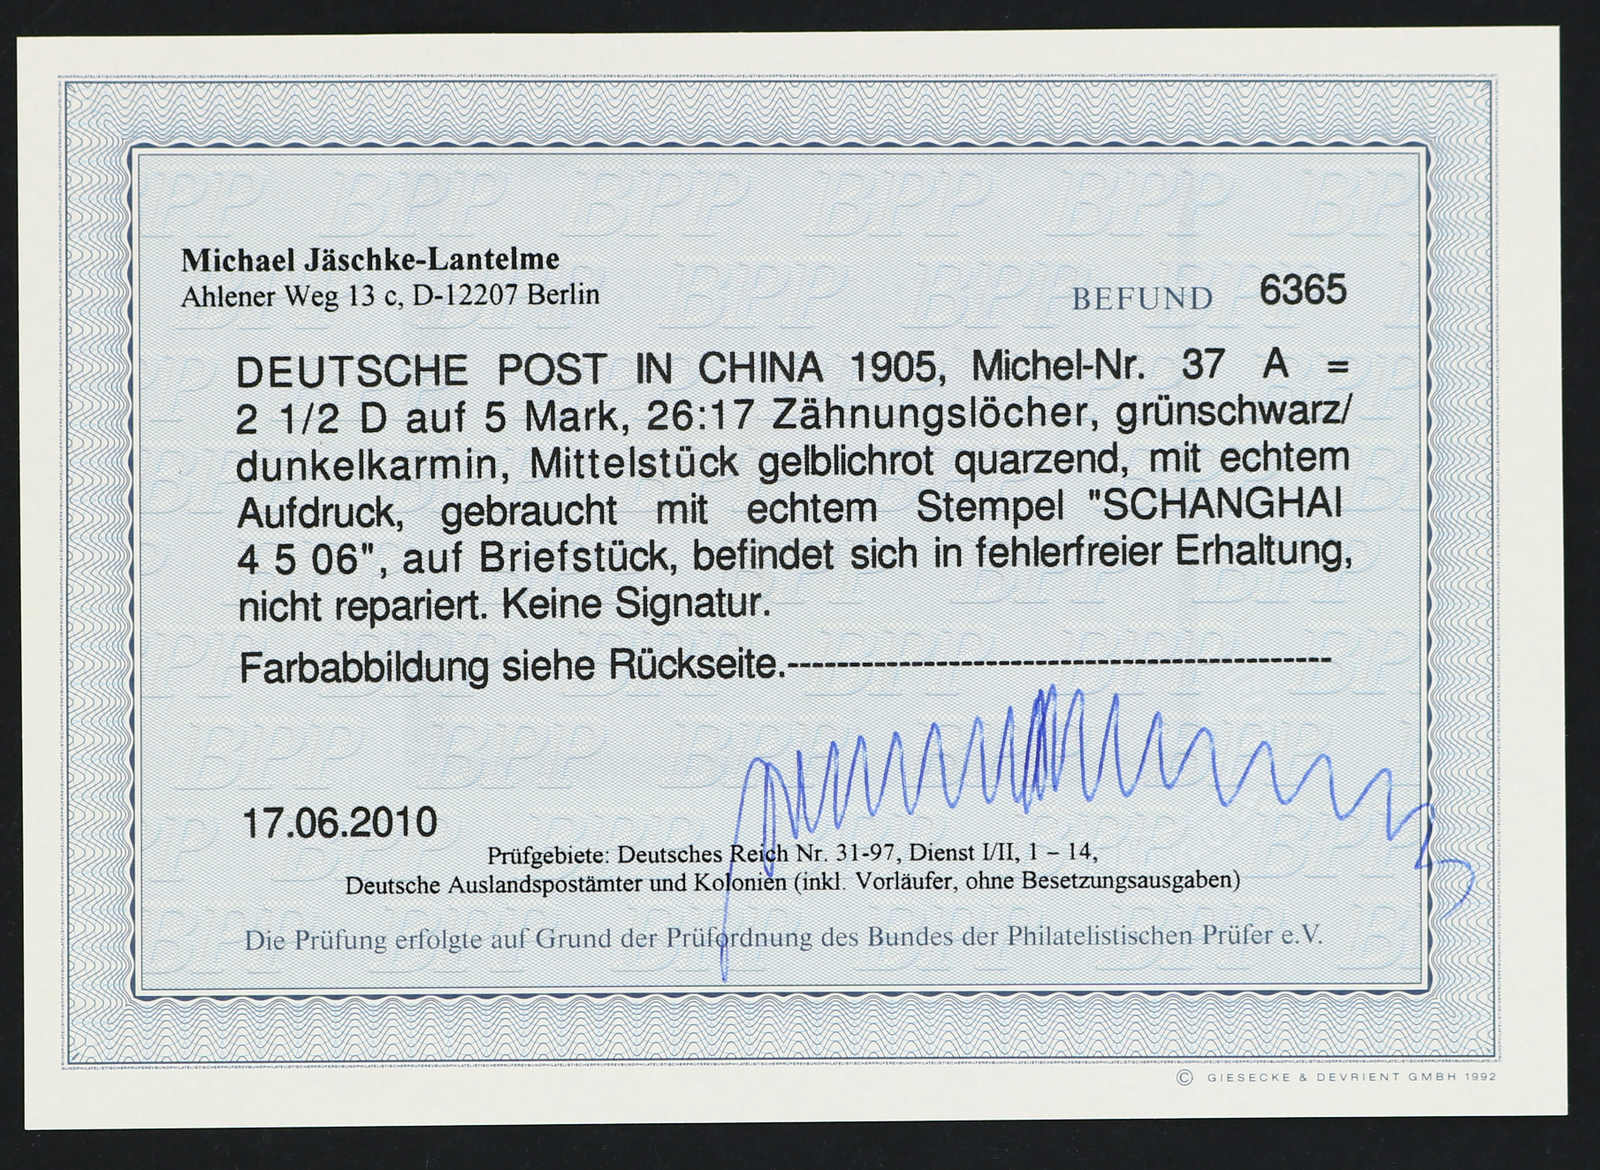 Michael Jäschke-Lantelme
Ahlener Weg 13 c, D-12207 Berlin
BEFUND 6365
DEUTSCHE POST IN CHINA 1905, Michel-Nr. 37 A =
2 1/2 D auf 5 Mark, 26:17 Zähnungslöcher, grünschwarz/
dunkelkarmin, Mittelstück gelblichrot quarzend, mit echtem
Aufdruck, gebraucht mit echtem Stempel "SCHANGHAI
4 5 06", auf Briefstück, befindet sich in fehlerfreier Erhaltung,
nicht repariert. Keine Signatur.
Farbabbildung siehe Rückseite.--------------------------------------------
17.06.2010
Prüfgebiete: Deutsches Reich Nr. 31-97, Dienst I/II, 1 – 14,
Deutsche Auslandspostämter und Kolonien (inkl. Vorläufer, ohne Besetzungsausgaben)
Die Prüfung erfolgte auf Grund der Prüfordnung des Bundes der Philatelistischen Prüfer e.V.
© GIESECKE & DEVRIENT GMBH 1992